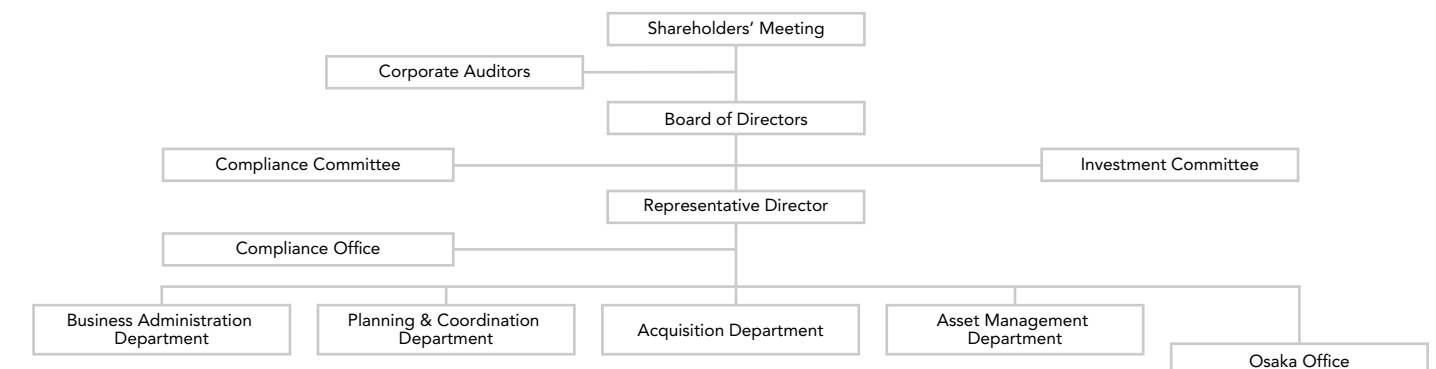 Shareholders’ Meeting
Corporate Auditors
Board of Directors
Compliance Committee
Investment Committee
Representative Director
Compliance Office
Business Administration
Department
Planning & Coordination
Department
Acquisition Department
Asset Management
Department
Osaka Office